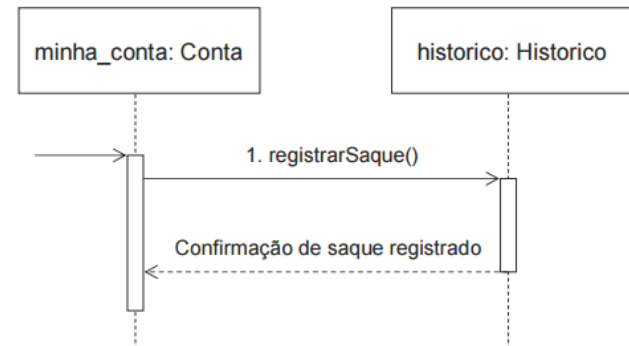 minha_conta: Conta
historico: Historico
1. registrarSaque()
Confirmação de saque registrado